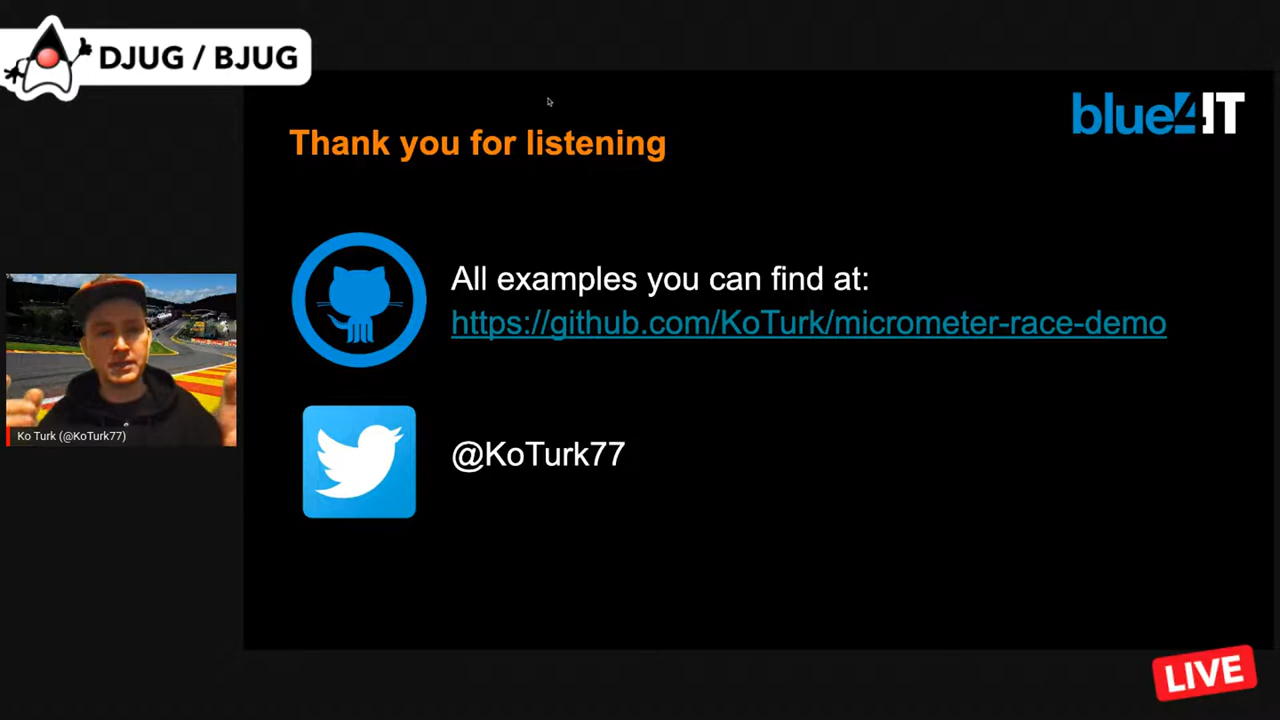 DJUG / BJUG
blue4IT
Thank you for listening
All examples you can find at:
https://github.com/KoTurk/micrometer-race-demo
Ko Turk (@KoTurk77)
@KoTurk77
LIVE